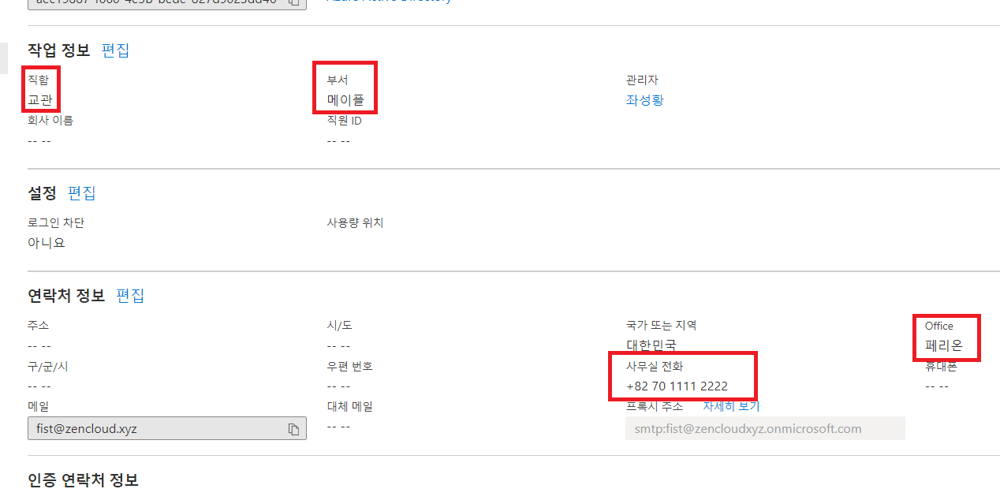 작업 정보 편집
직함 부서 관리자
교관 메이플 좌성황
회사 이름 직원 ID
-- -- -- --
설정 편집
로그인 차단 사용량 위치
아니요
연락처 정보 편집
주소 시/도 국가 또는 지역 Office
-- -- -- -- 대한민국 페리온
구/군/시 우편 번호 사무실 전화 휴대폰
-- -- -- -- +82 70 1111 2222 -- --
메일 대체 메일 프록시 주소 자세히 보기
fist@zencloud.xyz -- -- smtp:fist@zencloudxyz.onmicrosoft.com
인증 연락처 정보